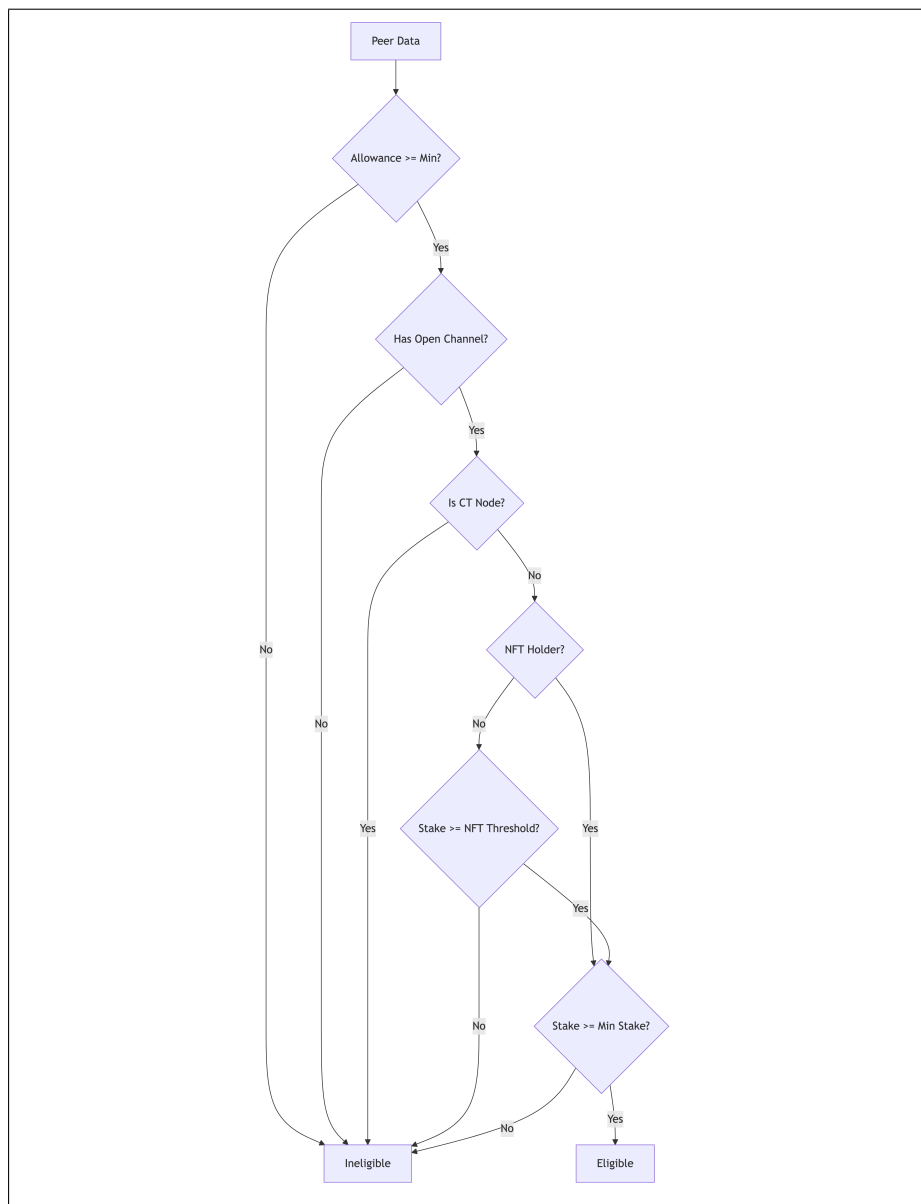 Peer Data
Allowance >= Min?
Yes
Has Open Channel?
Yes
Is CT Node?
No
NFT Holder?
No
No
No
Stake >= NFT Threshold?
Yes
Yes
Yes
No
Stake >= Min Stake?
Yes
No
Ineligible
Eligible